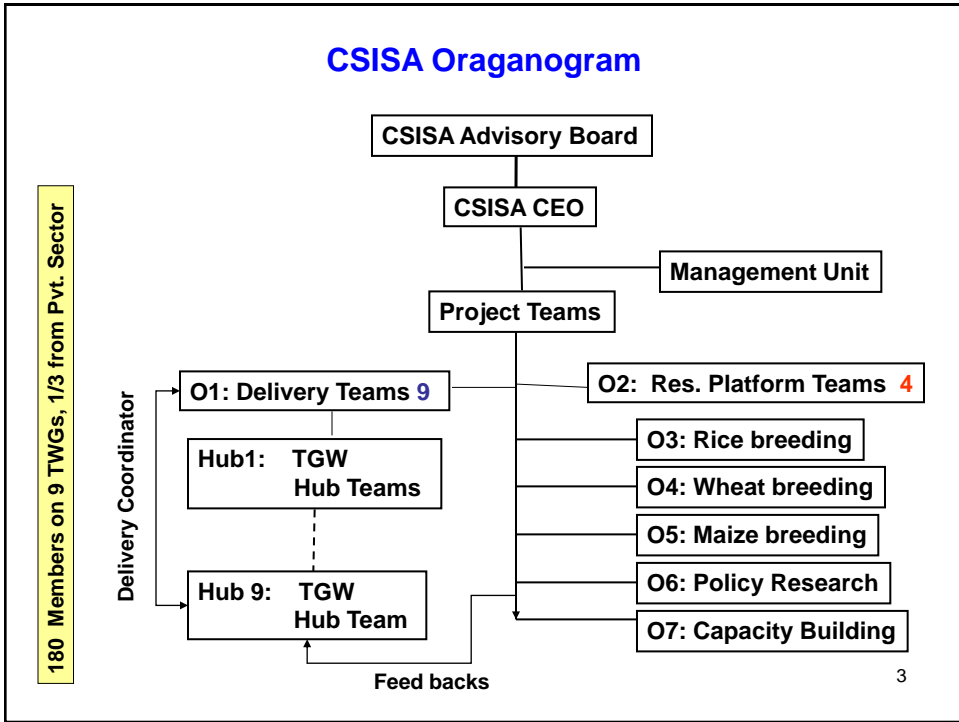 CSISA Oraganogram
CSISA Advisory Board
CSISA CEO
Management Unit
Project Teams
O1: Delivery Teams 9
O2: Res. Platform Teams 4
Hub1: TGW
Hub Teams
O3: Rice breeding
O4: Wheat breeding
O5: Maize breeding
Hub 9: TGW
Hub Team
O6: Policy Research
O7: Capacity Building
Feed backs
Delivery Coordinator
180 Members on 9 TWGs, 1/3 from Pvt. Sector
3